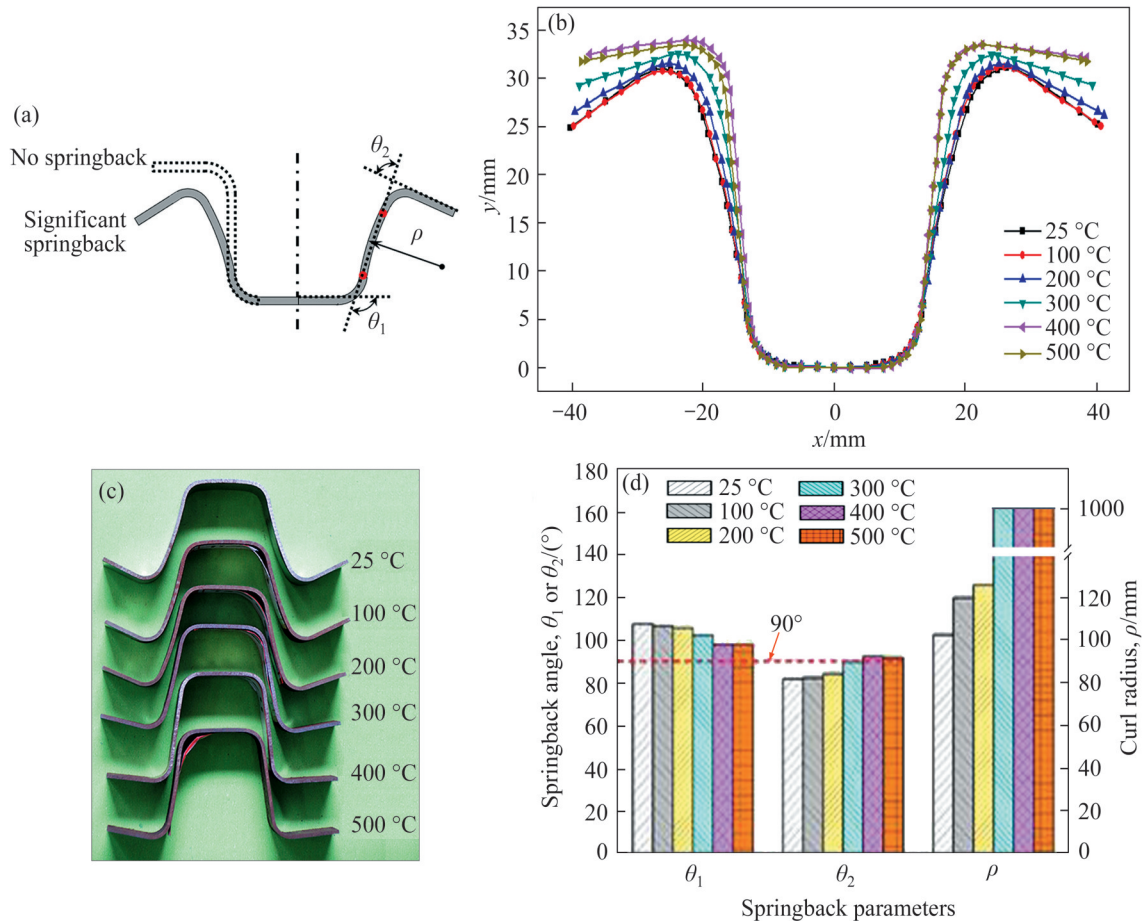 (a)
No springback
Significant
springback
θ2
ρ
θ1
(b)
y/mm
35
30
25
20
15
10
5
0
−40
−20
0
20
40
x/mm
25 °C
100 °C
200 °C
300 °C
400 °C
500 °C
(c)
25 °C
100 °C
200 °C
300 °C
400 °C
500 °C
(d)
Springback angle, θ1 or θ2/(°)
180
160
140
120
100
80
60
40
20
0
25 °C
100 °C
200 °C
300 °C
400 °C
500 °C
90°
1000
120
100
80
60
40
20
0
Curl radius, ρ/mm
θ1
θ2
ρ
Springback parameters